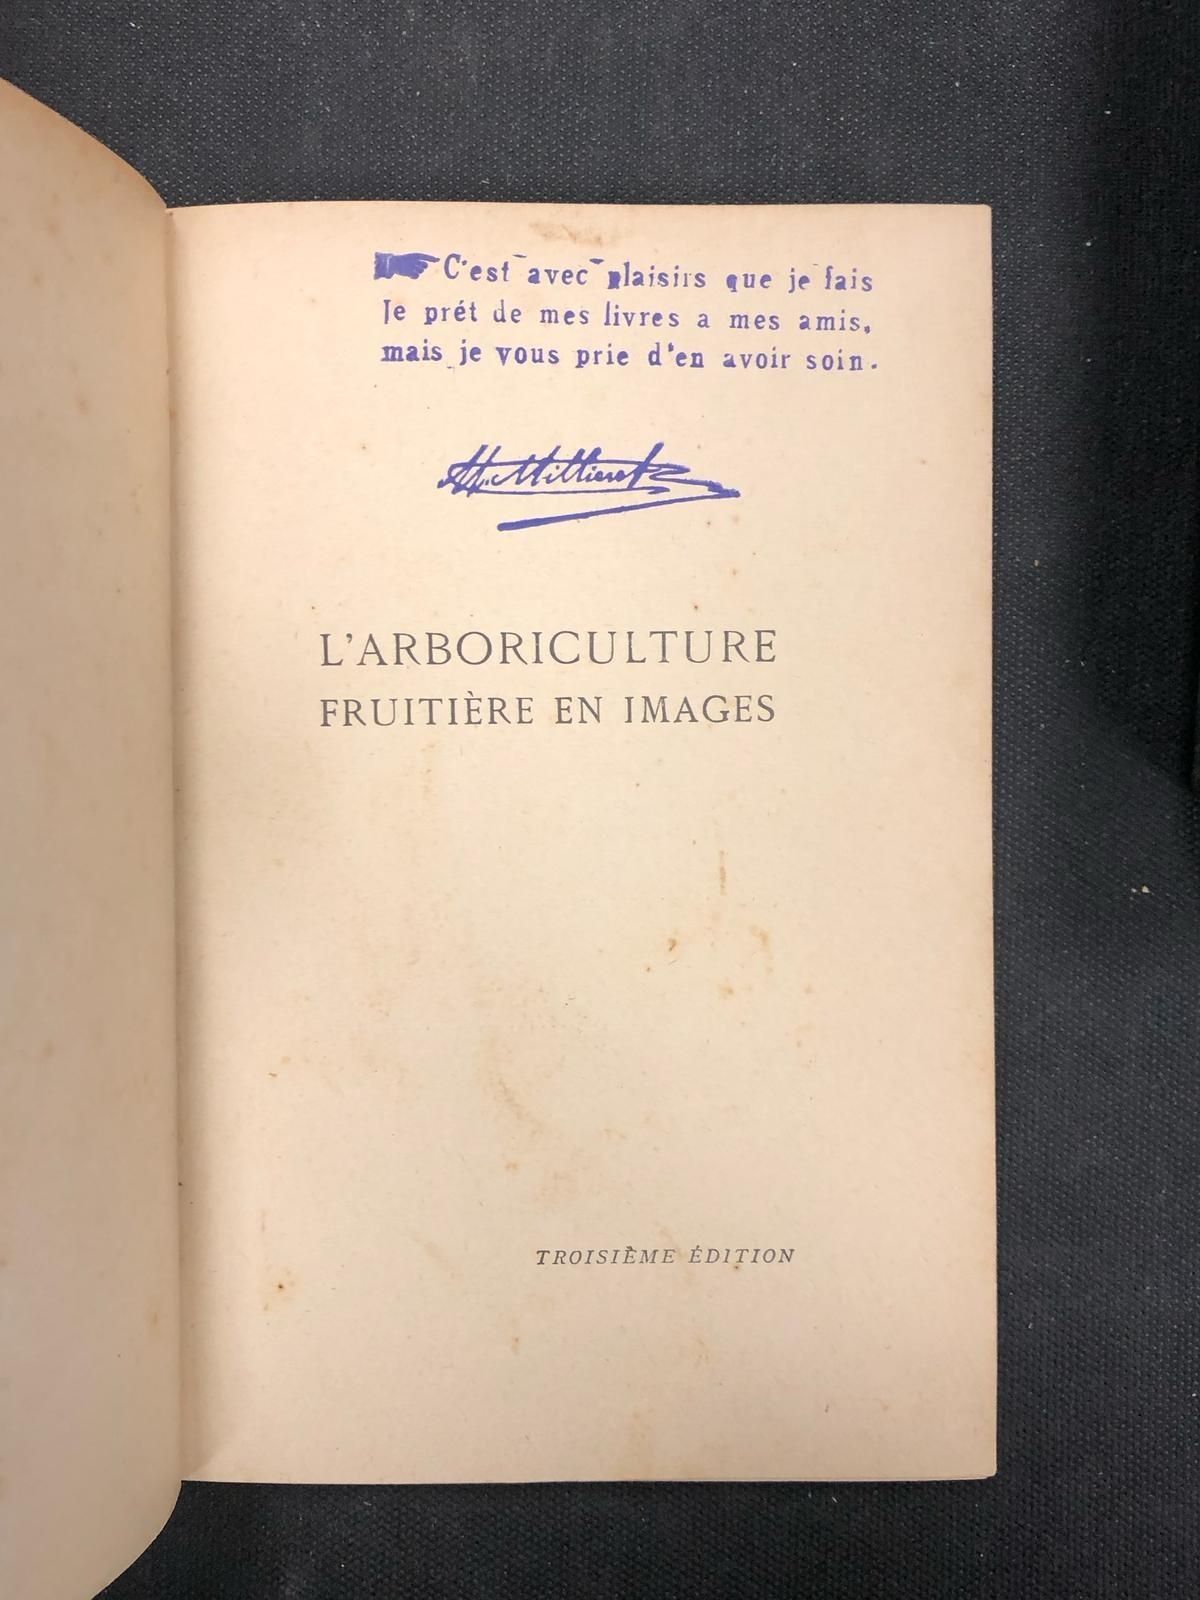 C'est avec plaisirs que je fais
le prét de mes livres a mes amis,
mais je vous prie d'en avoir soin.
L'ARBORICULTURE
FRUITIÈRE EN IMAGES
TROISIÈME ÉDITION